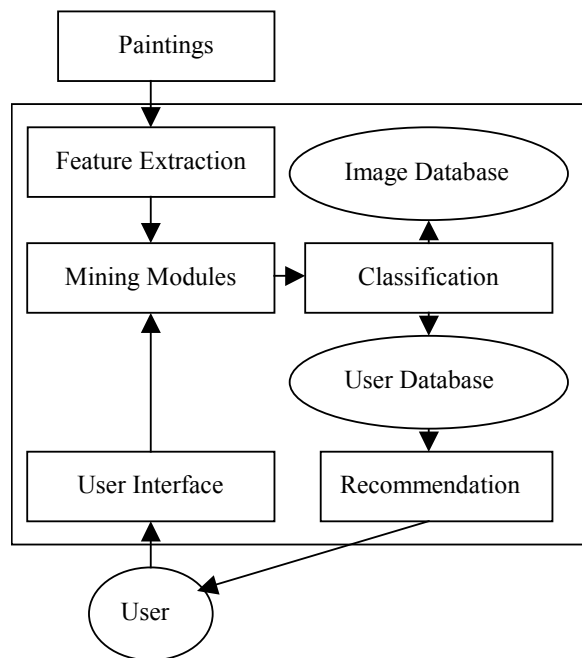 Paintings
Feature Extraction
Image Database
Mining Modules
Classification
User Database
User Interface
Recommendation
User